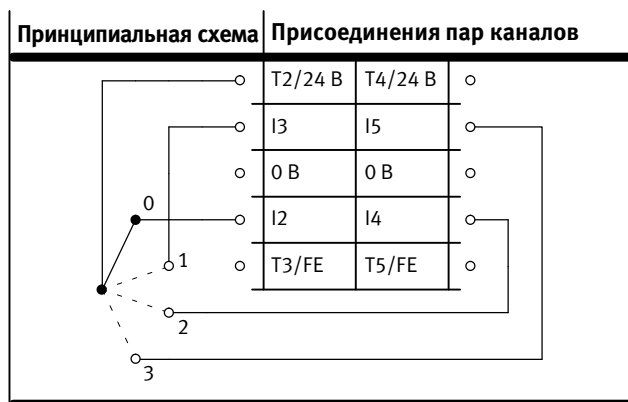 Принципиальная схема Присоединения пар каналов
T2/24 В T4/24 В
I3 I5
0 В 0 В
0
I2 I4
1
T3/FE T5/FE
2
3